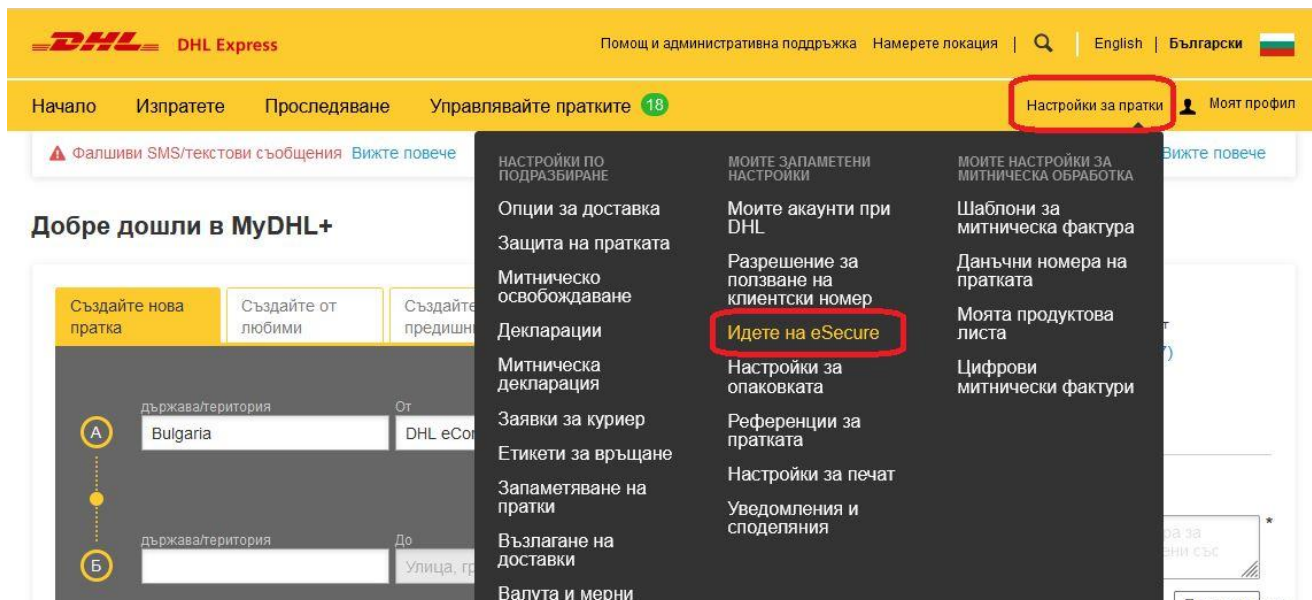 DHL DHL Express
Помощ и административна поддръжка Намерете локация | English | Български
Начало Изпратете Проследяване Управлявайте пратките 18
Настройки за пратки Моят профил
Фалшиви SMS/текстови съобщения Вижте повече
Вижте повече
Добре дошли в MyDHL+
Създайте нова
пратка
Създайте от
любими
Създайте
А
държава/територия
Bulgaria
От
DHL
Б
държава/територия
До
Улица,
НАСТРОЙКИ ПО
ПОДРАЗБИРАНЕ
Опции за доставка
Защита на пратката
Митническо
освобождаване
Декларации
Митническа
декларация
Заявки за куриер
Етикети за връщане
Запаметяване на
пратки
Възлагане на
доставки
Валута и мерни
МОИТЕ ЗАПАМЕТЕНИ
НАСТРОЙКИ
Моите акаунти при
DHL
Разрешение за
ползване на
клиентски номер
Идете на eSecure
Настройки за
опаковката
Референции за
пратката
Настройки за печат
Уведомления и
споделяния
МОИТЕ НАСТРОЙКИ ЗА
МИТНИЧЕСКА ОБРАБОТКА
Шаблони за
митническа фактура
Данъчни номера на
пратката
Моята продуктова
листа
Цифрови
митнически фактури
*
за
със